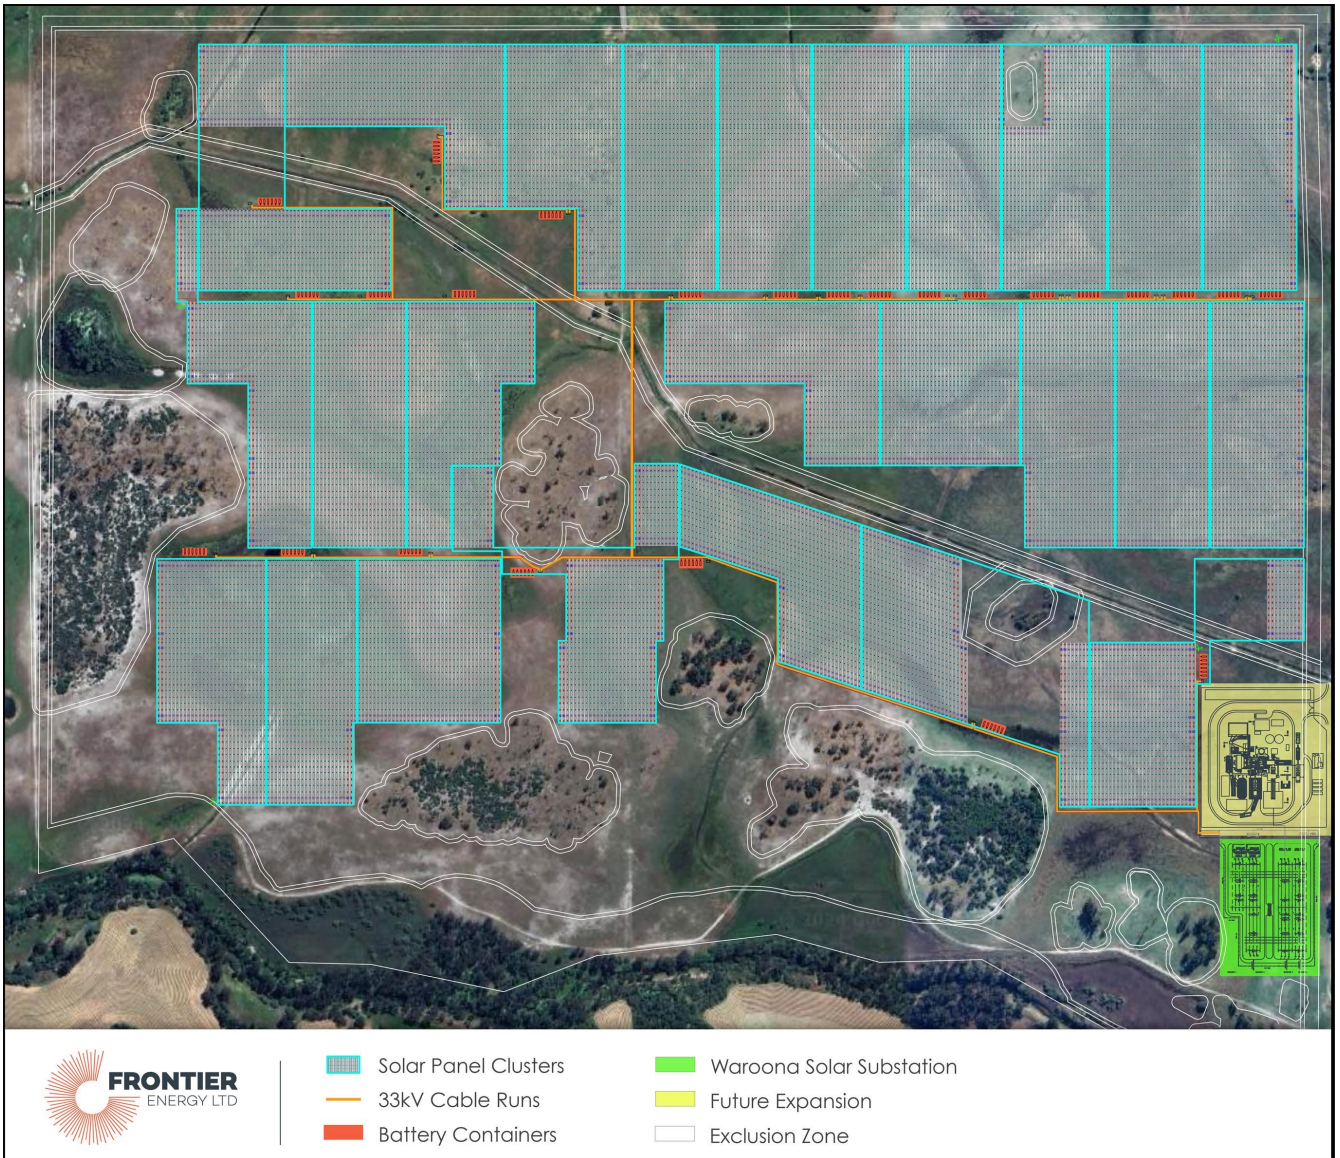 FRONTIER
ENERGY LTD
Solar Panel Clusters
33kV Cable Runs
Battery Containers
Waroona Solar Substation
Future Expansion
Exclusion Zone